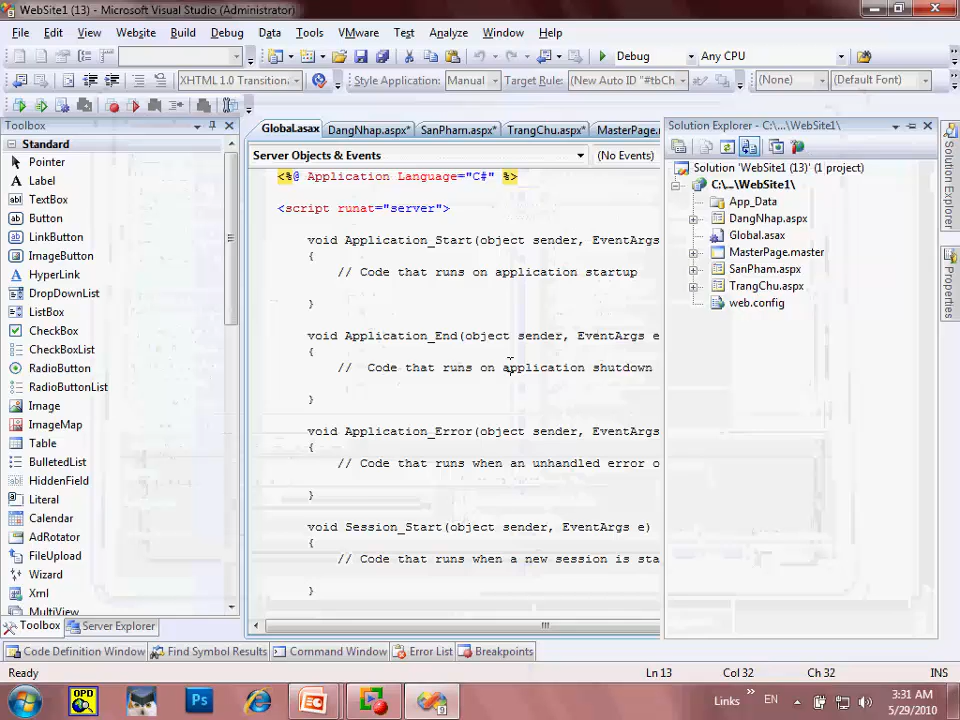 WebSite1 (13) - Microsoft Visual Studio (Administrator)
File Edit View Website Build Debug Data Tools VMware Test Analyze Window Help
Debug Any CPU
XHTML 1.0 Transition. Style Application: Manual Target Rule: (New Auto ID "#tbCh (None) (Default Font)
Toolbox
Standard
Pointer
Label
TextBox
Button
LinkButton
ImageButton
HyperLink
DropDownList
ListBox
CheckBox
CheckBoxList
RadioButton
RadioButtonList
Image
ImageMap
Table
BulletedList
HiddenField
Literal
Calendar
AdRotator
FileUpload
Wizard
Xml
MultiView
Toolbox Server Explorer
Global.asax DangNhap.aspx* SanPham.aspx* TrangChu.aspx* MasterPage.
Server Objects & Events (No Events)
<%@ Application Language="C#" %>
<script runat="server">
void Application_Start(object sender, EventArgs
{
// Code that runs on application startup
}
void Application_End(object sender, EventArgs e
{
// Code that runs on application shutdown
}
void Application_Error(object sender, EventArgs
{
// Code that runs when an unhandled error o
}
void Session_Start(object sender, EventArgs e)
{
// Code that runs when a new session is sta
}
Solution Explorer - C:\...\WebSite1\
Solution 'WebSite1 (13)' (1 project)
C:\...\WebSite1\
App_Data
DangNhap.aspx
Global.asax
MasterPage.master
SanPham.aspx
TrangChu.aspx
web.config
Solution Explorer
Properties
Code Definition Window Find Symbol Results Command Window Error List Breakpoints
Ready Ln 13 Col 32 Ch 32 INS
OPD Ps Links » EN 3:31 AM
5/29/2010